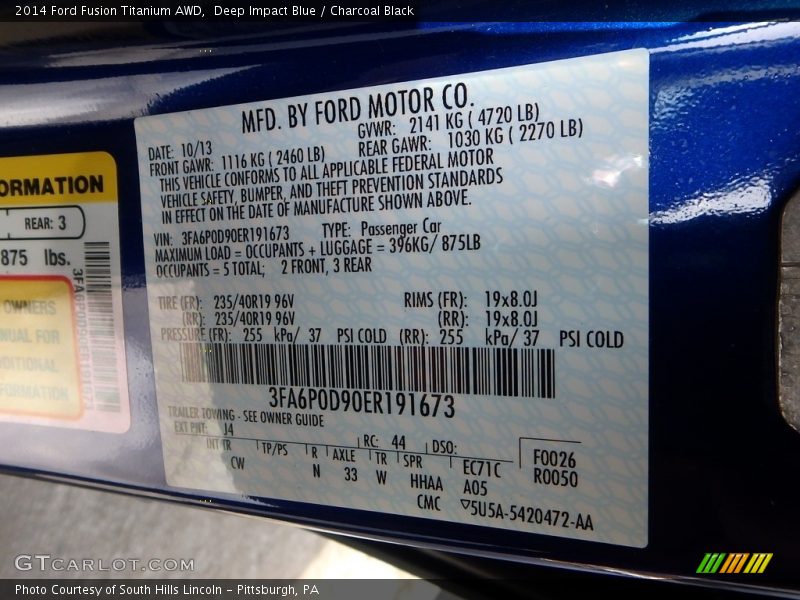 2014 Ford Fusion Titanium AWD,  Deep Impact Blue / Charcoal Black
MFD. BY FORD MOTOR CO.
DATE: 10/13
GVWR: 2141 KG ( 4720 LB)
FRONT GAWR: 1116 KG ( 2460 LB)
REAR GAWR: 1030 KG ( 2270 LB)
THIS VEHICLE CONFORMS TO ALL APPLICABLE FEDERAL MOTOR
VEHICLE SAFETY, BUMPER, AND THEFT PREVENTION STANDARDS
IN EFFECT ON THE DATE OF MANUFACTURE SHOWN ABOVE.
VIN: 3FA6P0D90ER191673 TYPE: Passenger Car
MAXIMUM LOAD = OCCUPANTS + LUGGAGE = 396KG/ 875LB
OCCUPANTS = 5 TOTAL; 2 FRONT, 3 REAR
TIRE (FR): 235/40R19 96V RIMS (FR): 19x8.0J
(RR): 235/40R19 96V (RR): 19x8.0J
PRESSURE (FR): 255 kPa/ 37 PSI COLD (RR): 255 kPa/ 37 PSI COLD
3FA6P0D90ER191673
TRAILER TOWING - SEE OWNER GUIDE
EXT PNT: J4 RC: 44 DSO:
INT TR TP/PS R AXLE TR SPR EC71C F0026
CW N 33 W HHAA A05 R0050
CMC ▽5U5A-5420472-AA
ORMATION
REAR: 3
875 lbs.
OWNERS
NUAL FOR
DITIONAL
FORMATION
3FA6P0D90ER191673
GTCARLOT.COM
Photo Courtesy of South Hills Lincoln - Pittsburgh, PA